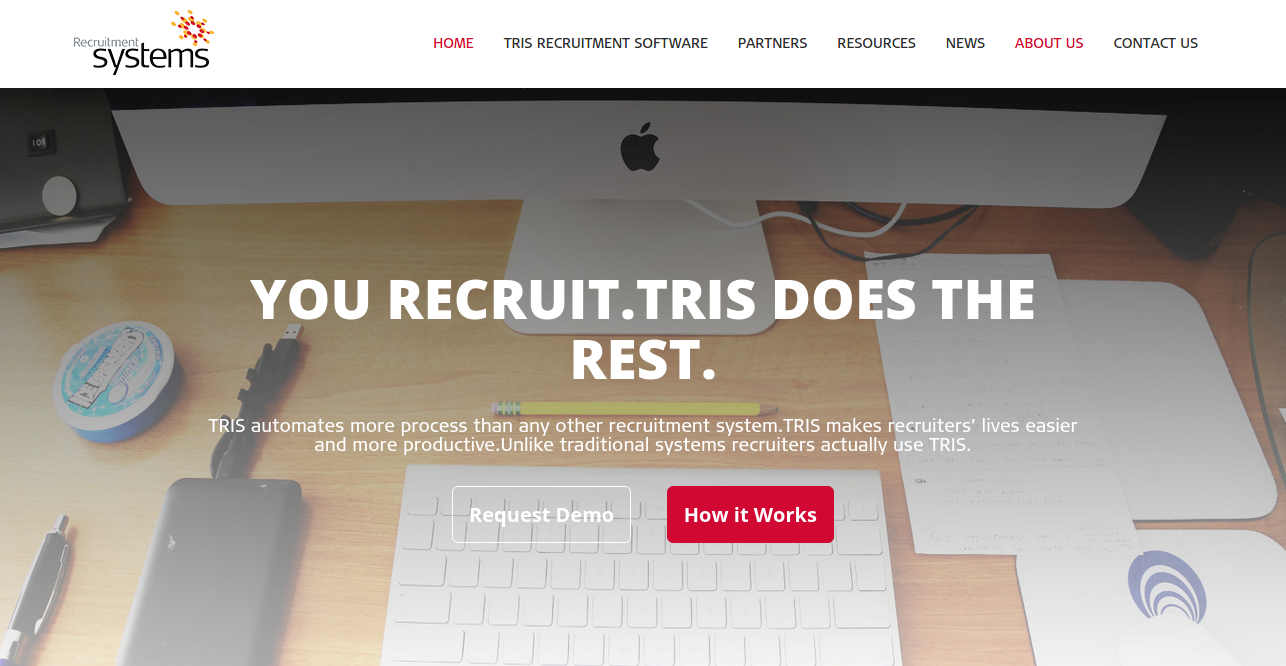 Recruitment
systems
HOME TRIS RECRUITMENT SOFTWARE PARTNERS RESOURCES NEWS ABOUT US CONTACT US
YOU RECRUIT.TRIS DOES THE
REST.
TRIS automates more process than any other recruitment system.TRIS makes recruiters' lives easier
and more productive.Unlike traditional systems recruiters actually use TRIS.
Request Demo How it Works